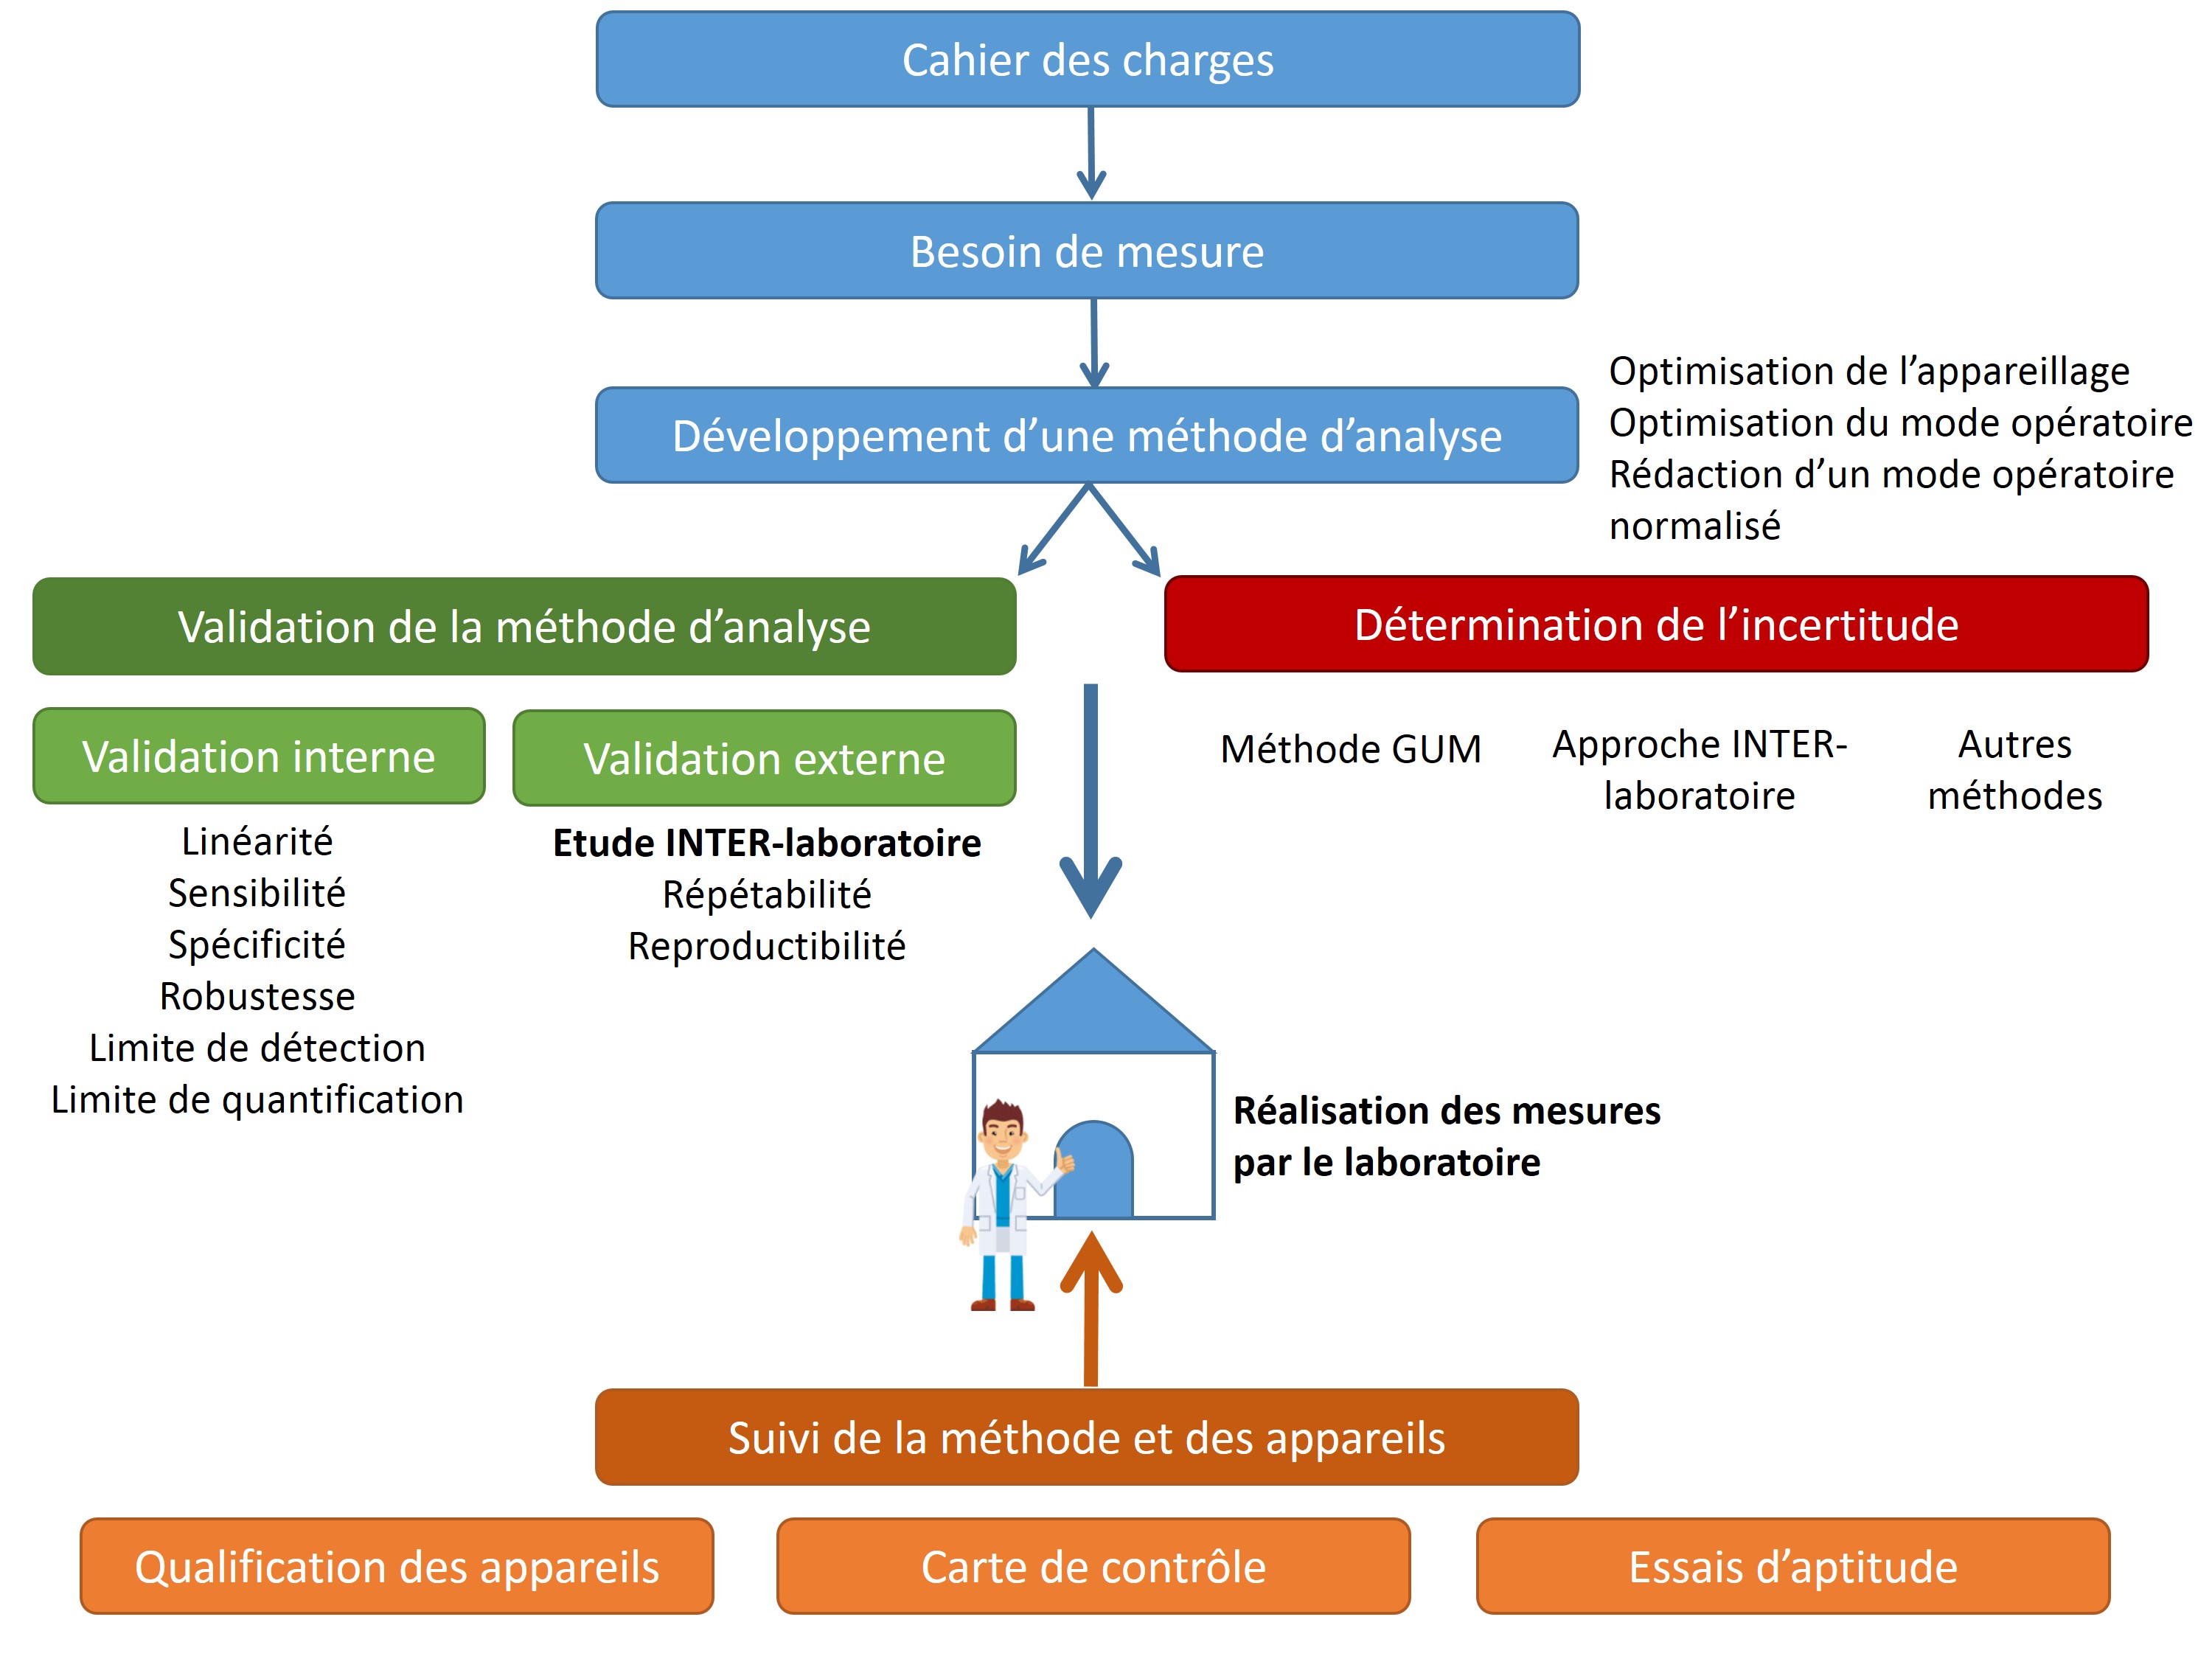 Cahier des charges
Besoin de mesure
Développement d’une méthode d’analyse
Optimisation de l’appareillage
Optimisation du mode opératoire
Rédaction d’un mode opératoire
normalisé
Validation de la méthode d’analyse
Détermination de l’incertitude
Validation interne
Linéarité
Sensibilité
Spécificité
Robustesse
Limite de détection
Limite de quantification
Validation externe
Etude INTER-laboratoire
Répétabilité
Reproductibilité
Méthode GUM
Approche INTER-
laboratoire
Autres
méthodes
Réalisation des mesures
par le laboratoire
Suivi de la méthode et des appareils
Qualification des appareils
Carte de contrôle
Essais d’aptitude